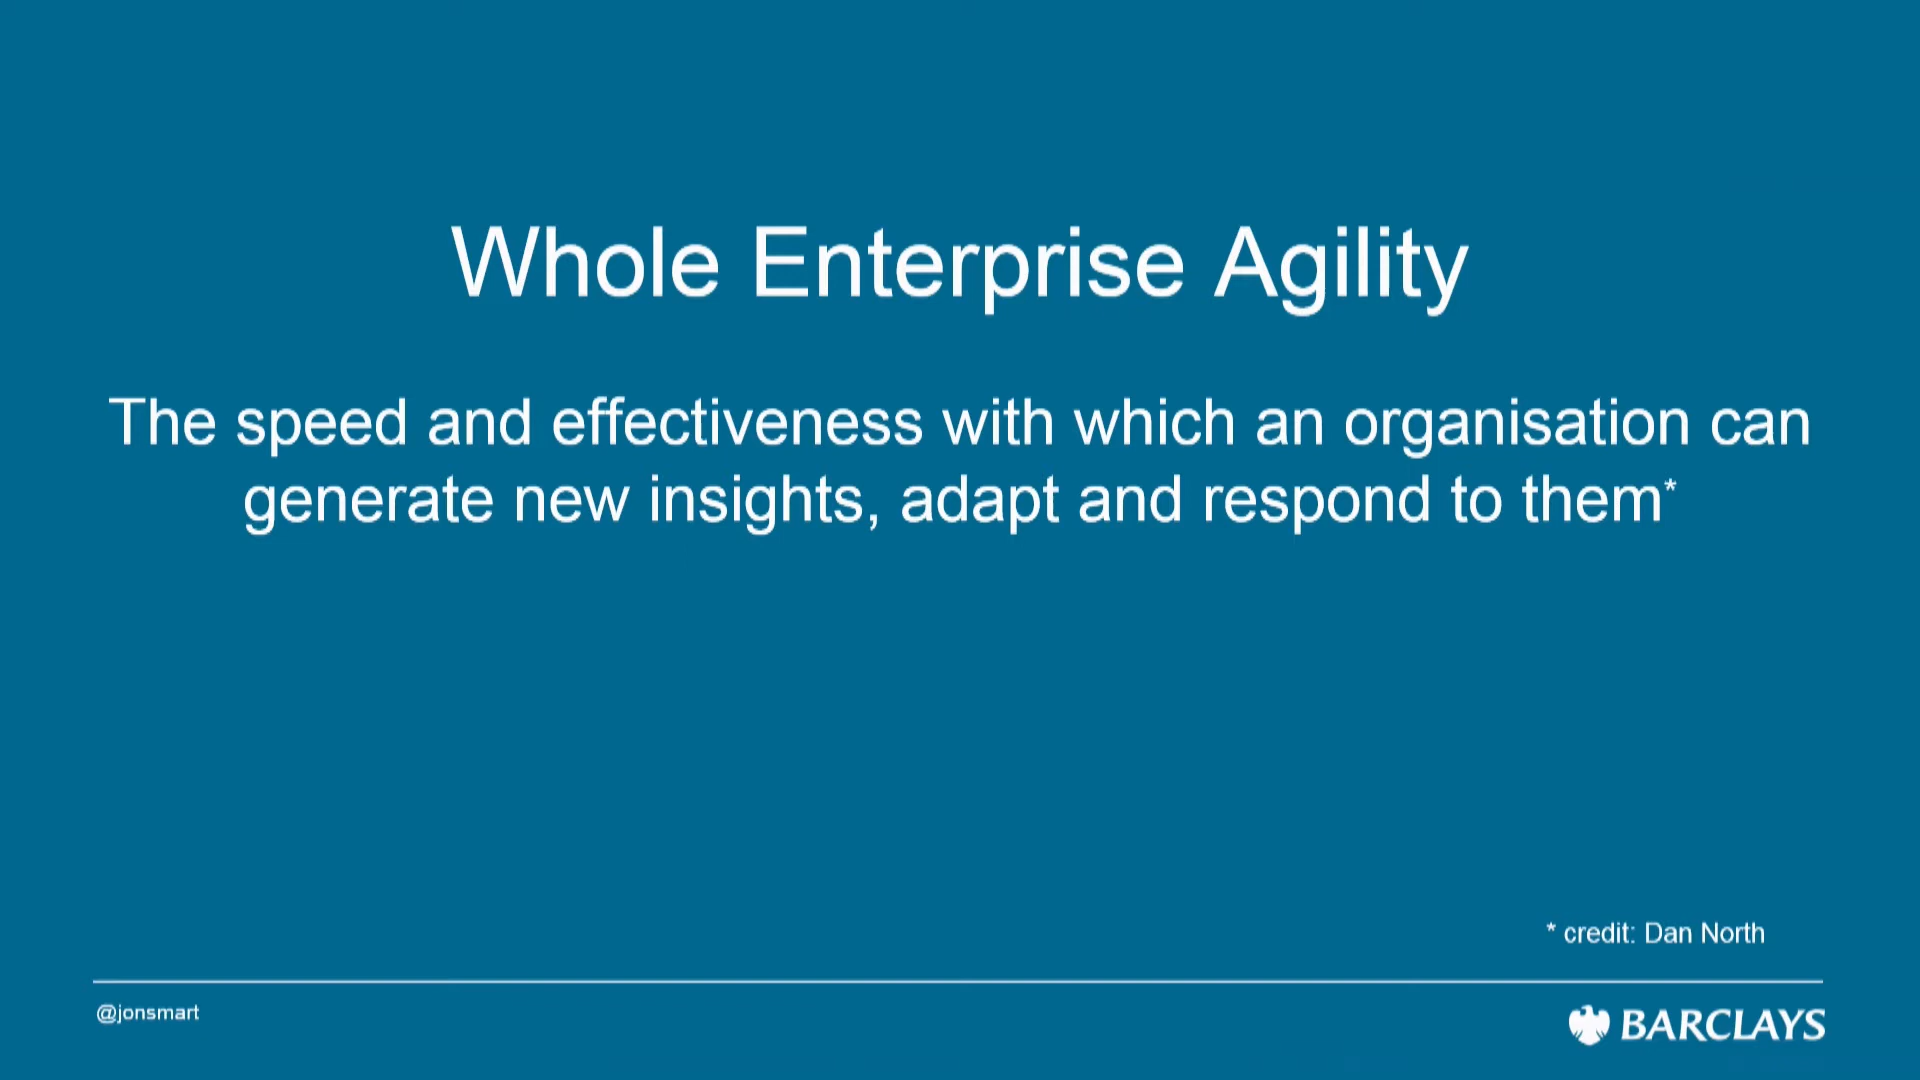 Whole Enterprise Agility
The speed and effectiveness with which an organisation can
generate new insights, adapt and respond to them*
* credit: Dan North
@jonsmart
BARCLAYS